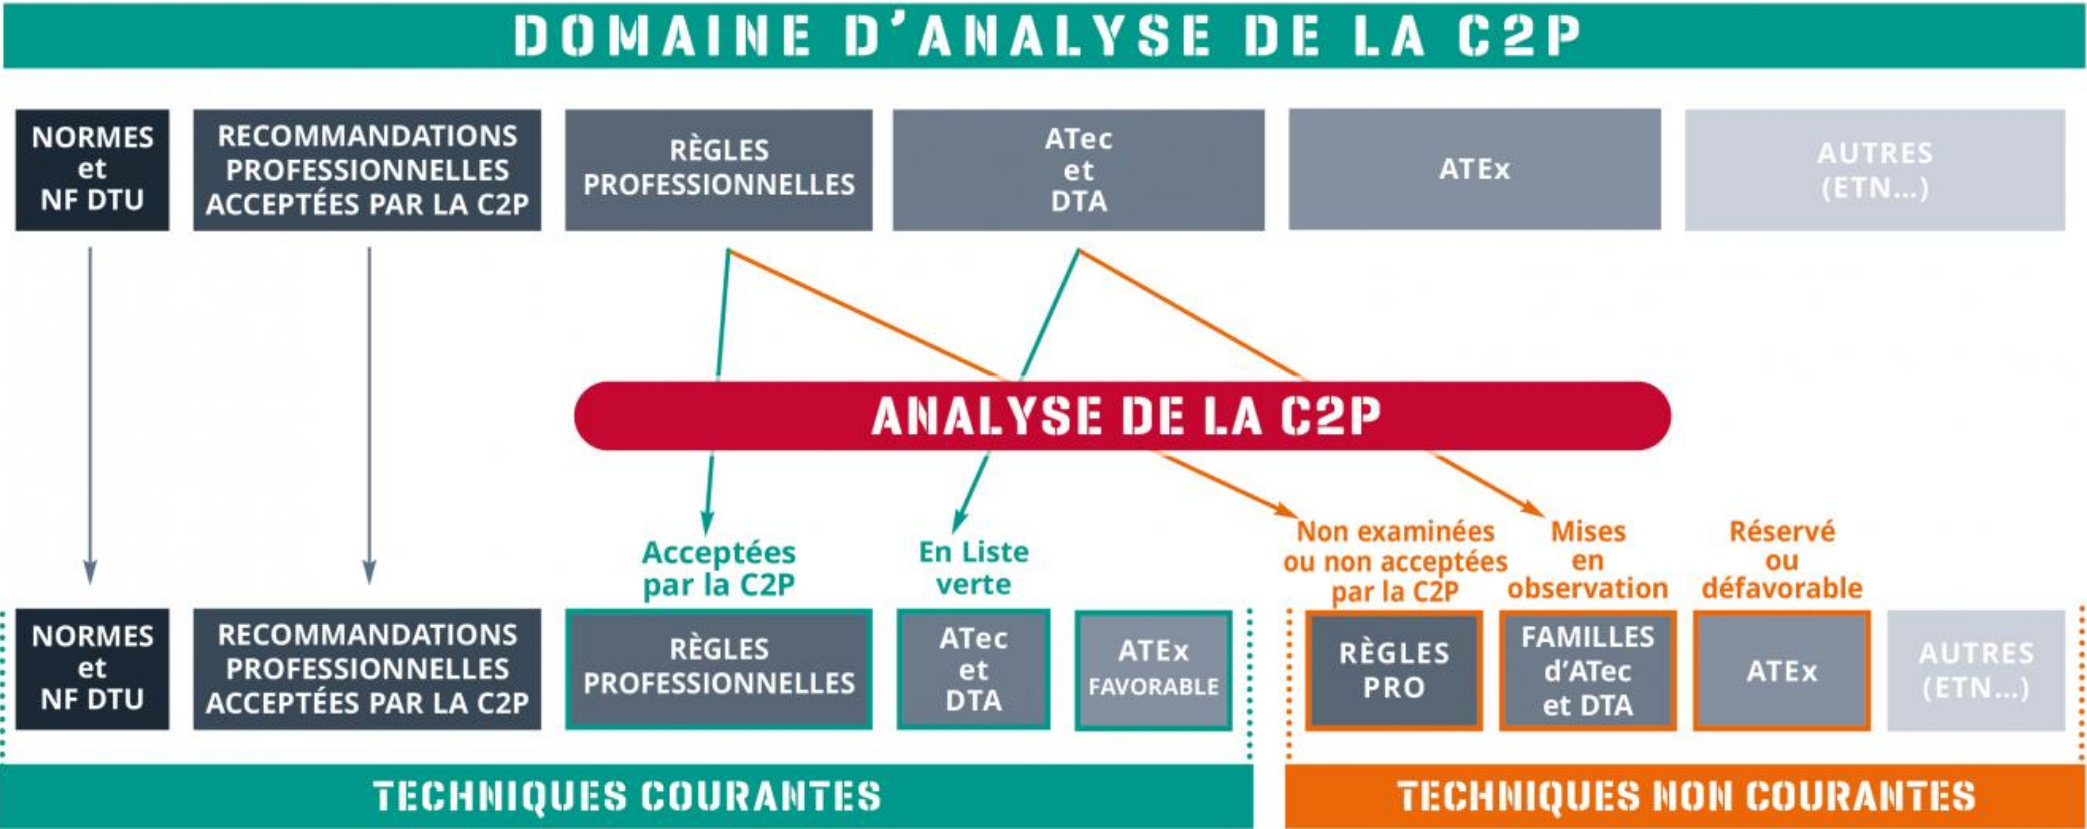 DOMAINE D'ANALYSE DE LA C2P
NORMES
et
NF DTU
RECOMMANDATIONS
PROFESSIONNELLES
ACCEPTÉES PAR LA C2P
RÈGLES
PROFESSIONNELLES
ATec
et
DTA
ATEx
AUTRES
(ETN...)
ANALYSE DE LA C2P
Acceptées
par la C2P
En Liste
verte
Non examinées
ou non acceptées
par la C2P
Mises
en
observation
Réservé
ou
défavorable
NORMES
et
NF DTU
RECOMMANDATIONS
PROFESSIONNELLES
ACCEPTÉES PAR LA C2P
RÈGLES
PROFESSIONNELLES
ATec
et
DTA
ATEx
FAVORABLE
RÈGLES
PRO
FAMILLES
d'ATec
et DTA
ATEx
AUTRES
(ETN...)
TECHNIQUES COURANTES
TECHNIQUES NON COURANTES